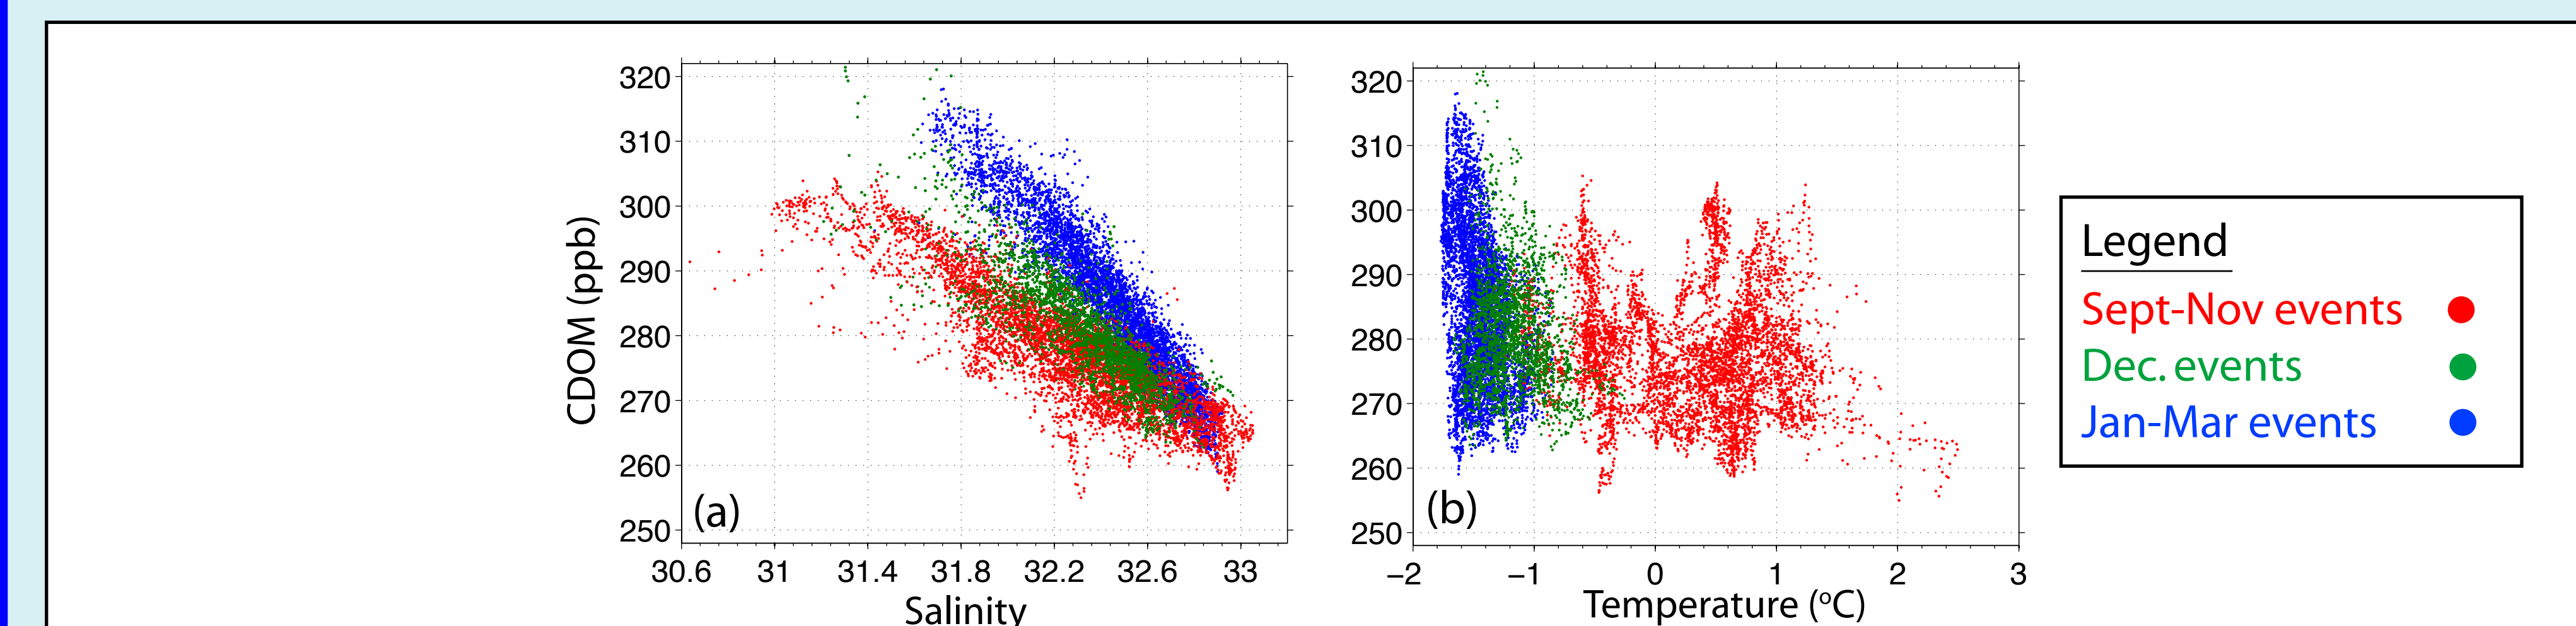 320
310
300
290
280
270
260
250
CDOM (ppb)
(a)
30.6 31 31.4 31.8 32.2 32.6 33
Salinity
320
310
300
290
280
270
260
250
(b)
−2 −1 0 1 2 3
Temperature (ºC)
Legend
Sept-Nov events
Dec. events
Jan-Mar events